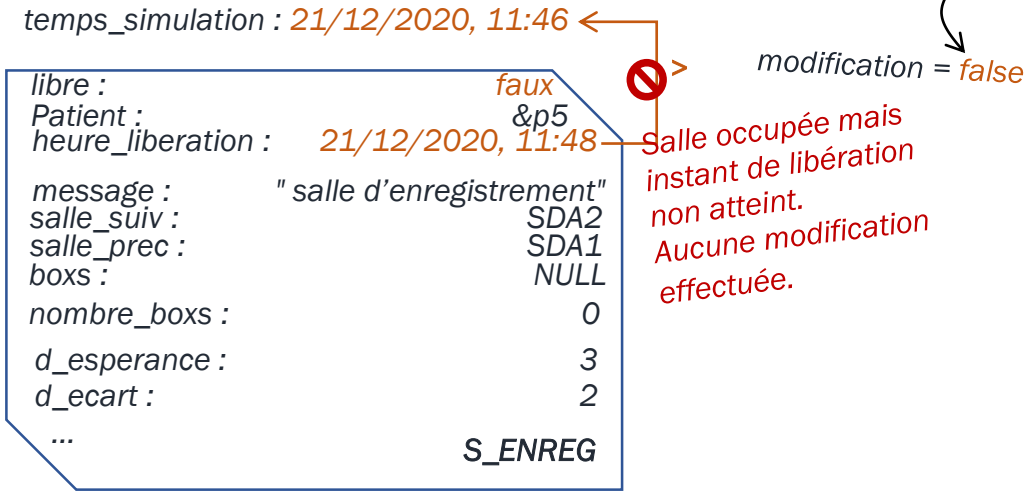 temps_simulation : 21/12/2020, 11:46
>
modification = false
libre : faux
Patient : &p5
heure_liberation : 21/12/2020, 11:48
Salle occupée mais
instant de libération
non atteint.
Aucune modification
effectuée.
message : " salle d’enregistrement"
salle_suiv : SDA2
salle_prec : SDA1
boxs : NULL
nombre_boxs : 0
d_esperance : 3
d_ecart : 2
...
S_ENREG